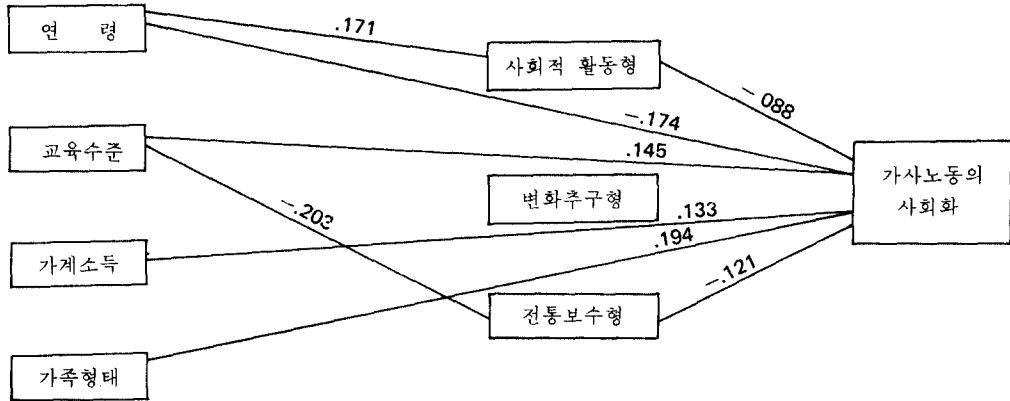 연 령
.171
사회적 활동형
-.088
-.174
교육수준
.145
가사노동의
사회화
변화추구형
-.203
.133
가계소득
.194
-.121
전통보수형
가족형태